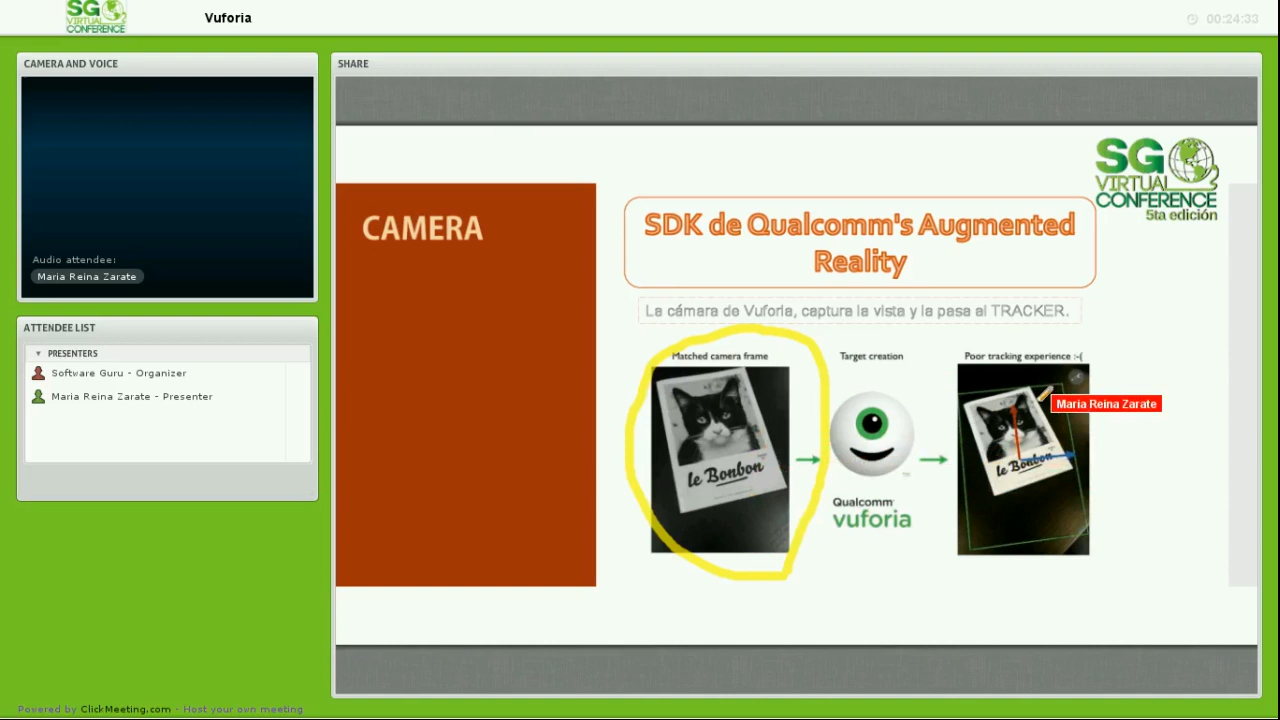 SG
VIRTUAL
CONFERENCE
Vuforia
00:24:33
CAMERA AND VOICE
Audio attendee:
Maria Reina Zarate
ATTENDEE LIST
PRESENTERS
Software Guru - Organizer
Maria Reina Zarate - Presenter
SHARE
SG
VIRTUAL
CONFERENCE
5ta edición
CAMERA
SDK de Qualcomm's Augmented
Reality
La cámara de Vuforia, captura la vista y la pasa al TRACKER.
Matched camera frame
Target creation
Poor tracking experience :-(
Maria Reina Zarate
le Bonbon
le Bonbon
Qualcomm
vuforia
Powered by ClickMeeting.com - Host your own meeting